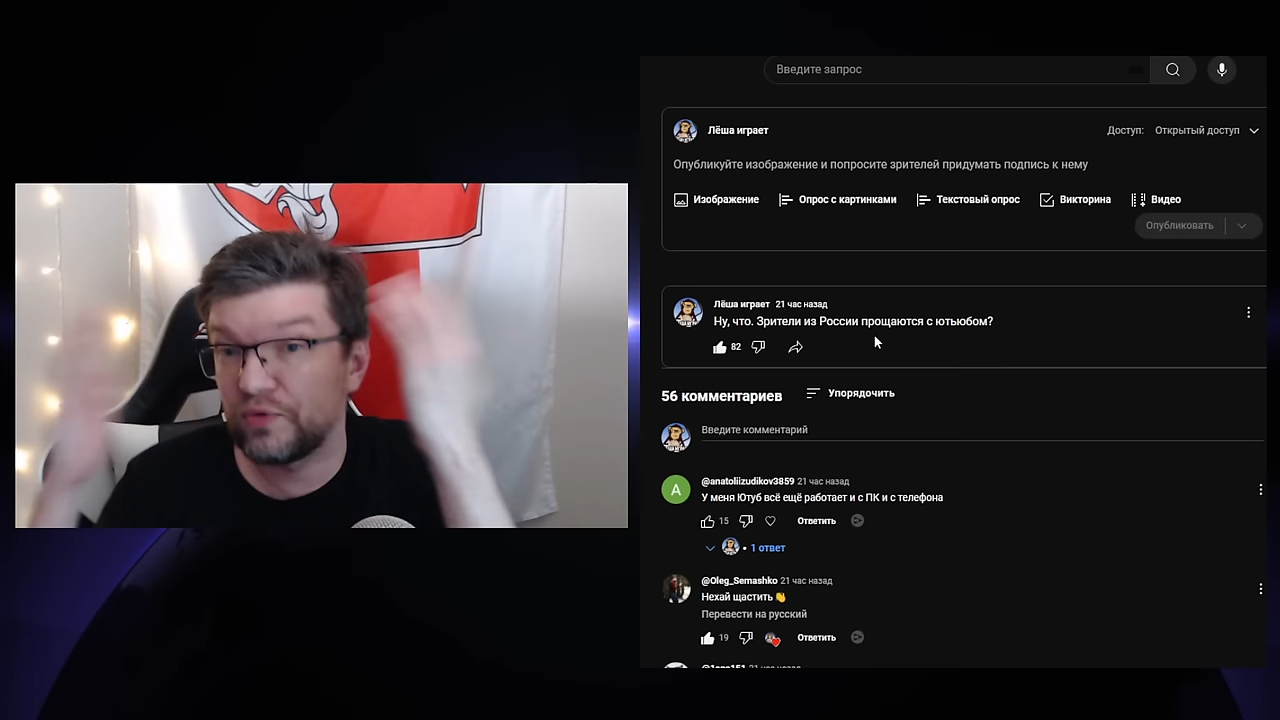 Введите запрос
Лёша играет
Доступ: Открытый доступ
Опубликуйте изображение и попросите зрителей придумать подпись к нему
Изображение Опрос с картинками Текстовый опрос Викторина Видео
Опубликовать
Лёша играет 21 час назад
Ну, что. Зрители из России прощаются с ютьюбом?
82
56 комментариев Упорядочить
Введите комментарий
А
@anatoliizudikov3859 21 час назад
У меня Ютуб всё ещё работает и с ПК и с телефона
15 Ответить
• 1 ответ
@Oleg_Semashko 21 час назад
Нехай щастить 👋
Перевести на русский
19 Ответить